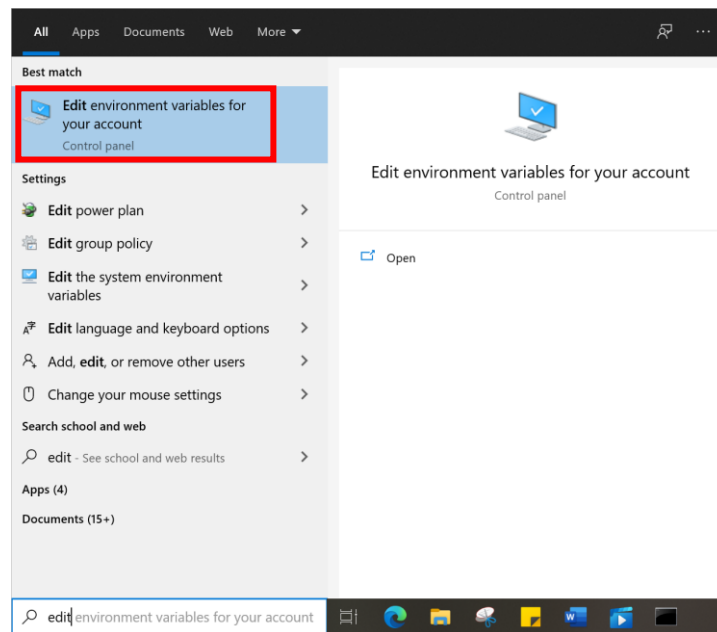 All Apps Documents Web More
Best match
Edit environment variables for
your account
Control panel
Settings
Edit power plan
Edit group policy
Edit the system environment
variables
Edit language and keyboard options
Add, edit, or remove other users
Change your mouse settings
Search school and web
edit - See school and web results
Apps (4)
Documents (15+)
Edit environment variables for your account
Control panel
Open
edit environment variables for your account